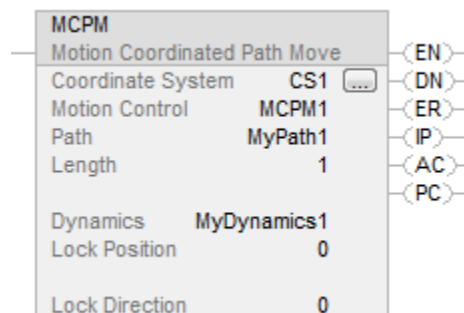 MCPM
Motion Coordinated Path Move
Coordinate System CS1 ...
Motion Control MCPM1
Path MyPath1
Length 1
Dynamics MyDynamics1
Lock Position 0
Lock Direction 0
EN
DN
ER
IP
AC
PC